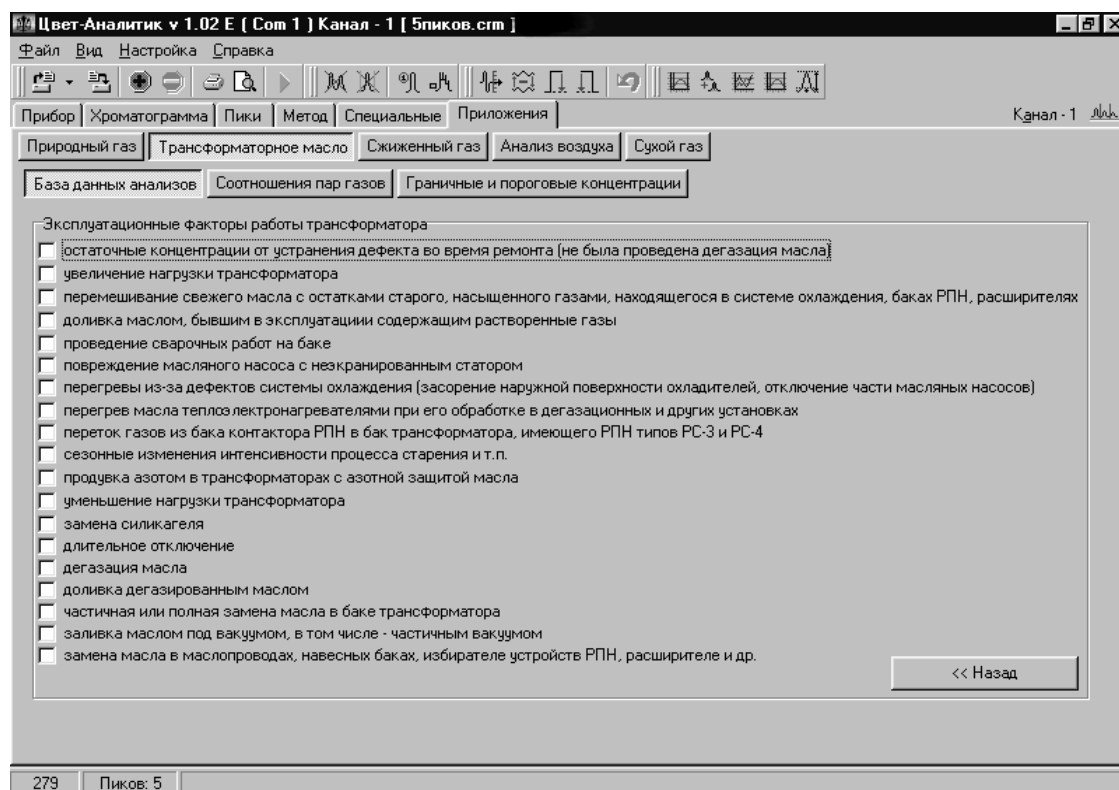 Цвет-Аналитик v 1.02 E ( Com 1 ) Канал - 1 [ 5пиков.crm ]
Файл Вид Настройка Справка
Прибор Хроматограмма Пики Метод Специальные Приложения Канал - 1
Природный газ Трансформаторное масло Сжиженный газ Анализ воздуха Сухой газ
База данных анализов Соотношения пар газов Граничные и пороговые концентрации
Эксплуатационные факторы работы трансформатора
остаточные концентрации от устранения дефекта во время ремонта (не была проведена дегазация масла)
увеличение нагрузки трансформатора
перемешивание свежего масла с остатками старого, насыщенного газами, находящегося в системе охлаждения, баках РПН, расширителях
доливка маслом, бывшим в эксплуатациии содержащим растворенные газы
проведение сварочных работ на баке
повреждение масляного насоса с неэкранированным статором
перегревы из-за дефектов системы охлаждения (засорение наружной поверхности охладителей, отключение части масляных насосов)
перегрев масла теплоэлектронагревателями при его обработке в дегазационных и других установках
переток газов из бака контактора РПН в бак трансформатора, имеющего РПН типов РС-3 и РС-4
сезонные изменения интенсивности процесса старения и т.п.
продувка азотом в трансформаторах с азотной защитой масла
уменьшение нагрузки трансформатора
замена силикагеля
длительное отключение
дегазация масла
доливка дегазированным маслом
частичная или полная замена масла в баке трансформатора
заливка маслом под вакуумом, в том числе - частичным вакуумом
замена масла в маслопроводах, навесных баках, избирателе устройств РПН, расширителе и др.
<< Назад
279 Пиков: 5